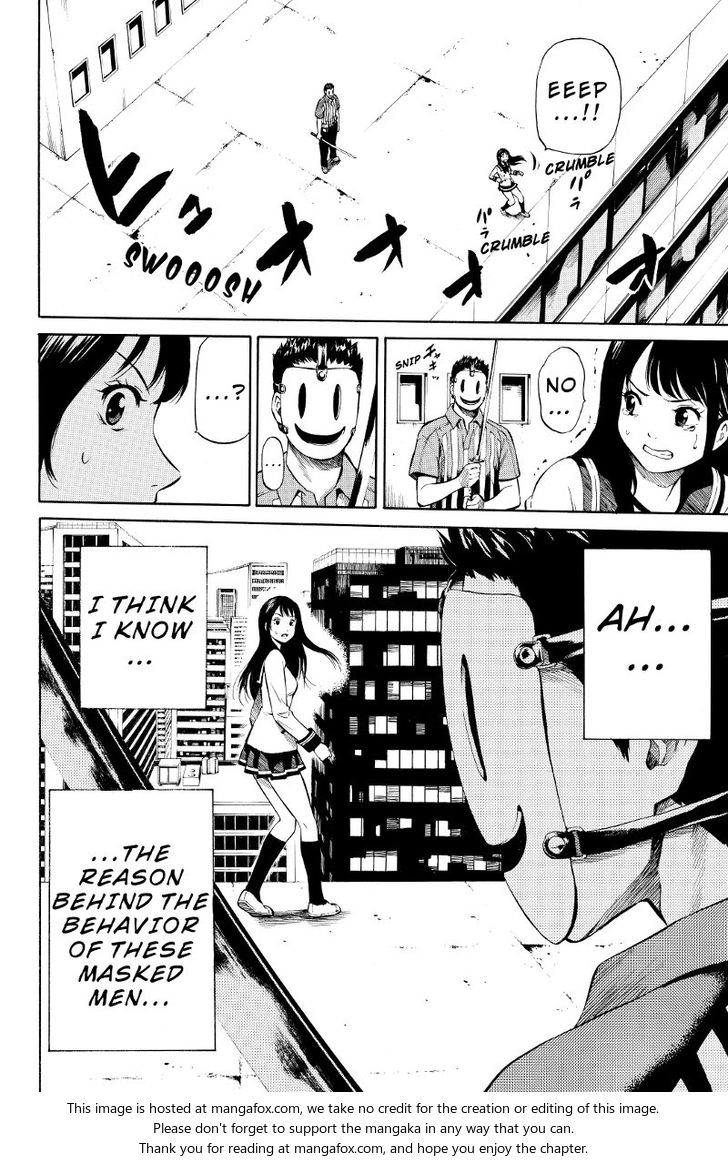 EEEP
...!!
CRUMBLE
パラ
CRUMBLE
パラ
ヒュオオオオ
SWOOOSH
...?
...
SNIP
チャキ
NO
...
AH...
...
I THINK
I KNOW
...
...THE
REASON
BEHIND THE
BEHAVIOR
OF THESE
MASKED
MEN...
This image is hosted at mangafox.com, we take no credit for the creation or editing of this image.
Please don't forget to support the mangaka in any way that you can.
Thank you for reading at mangafox.com, and hope you enjoy the chapter.